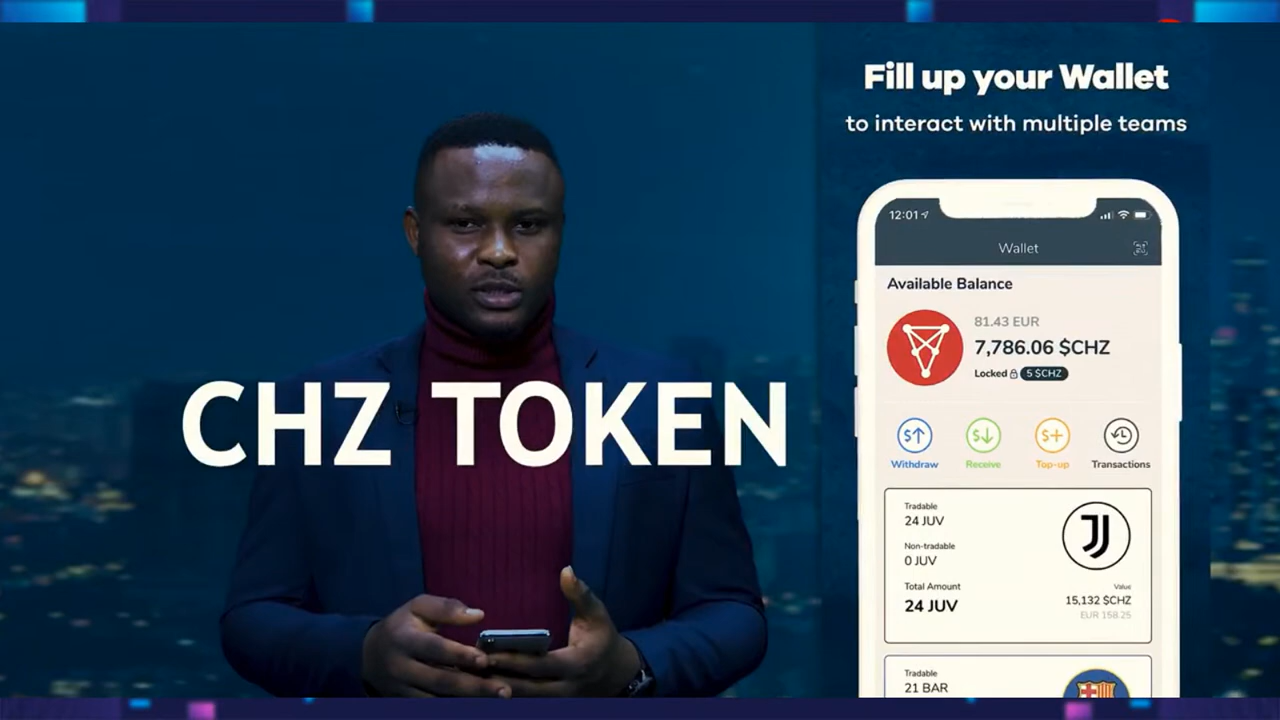 CHZ TOKEN
Fill up your Wallet
to interact with multiple teams
12:01
Wallet
Available Balance
81.43 EUR
7,786.06 $CHZ
Locked 5 $CHZ
Withdraw
Receive
Top-up
Transactions
Tradable
24 JUV
Non-tradable
0 JUV
Total Amount
24 JUV
Value
15,132 $CHZ
EUR 158.25
Tradable
21 BAR